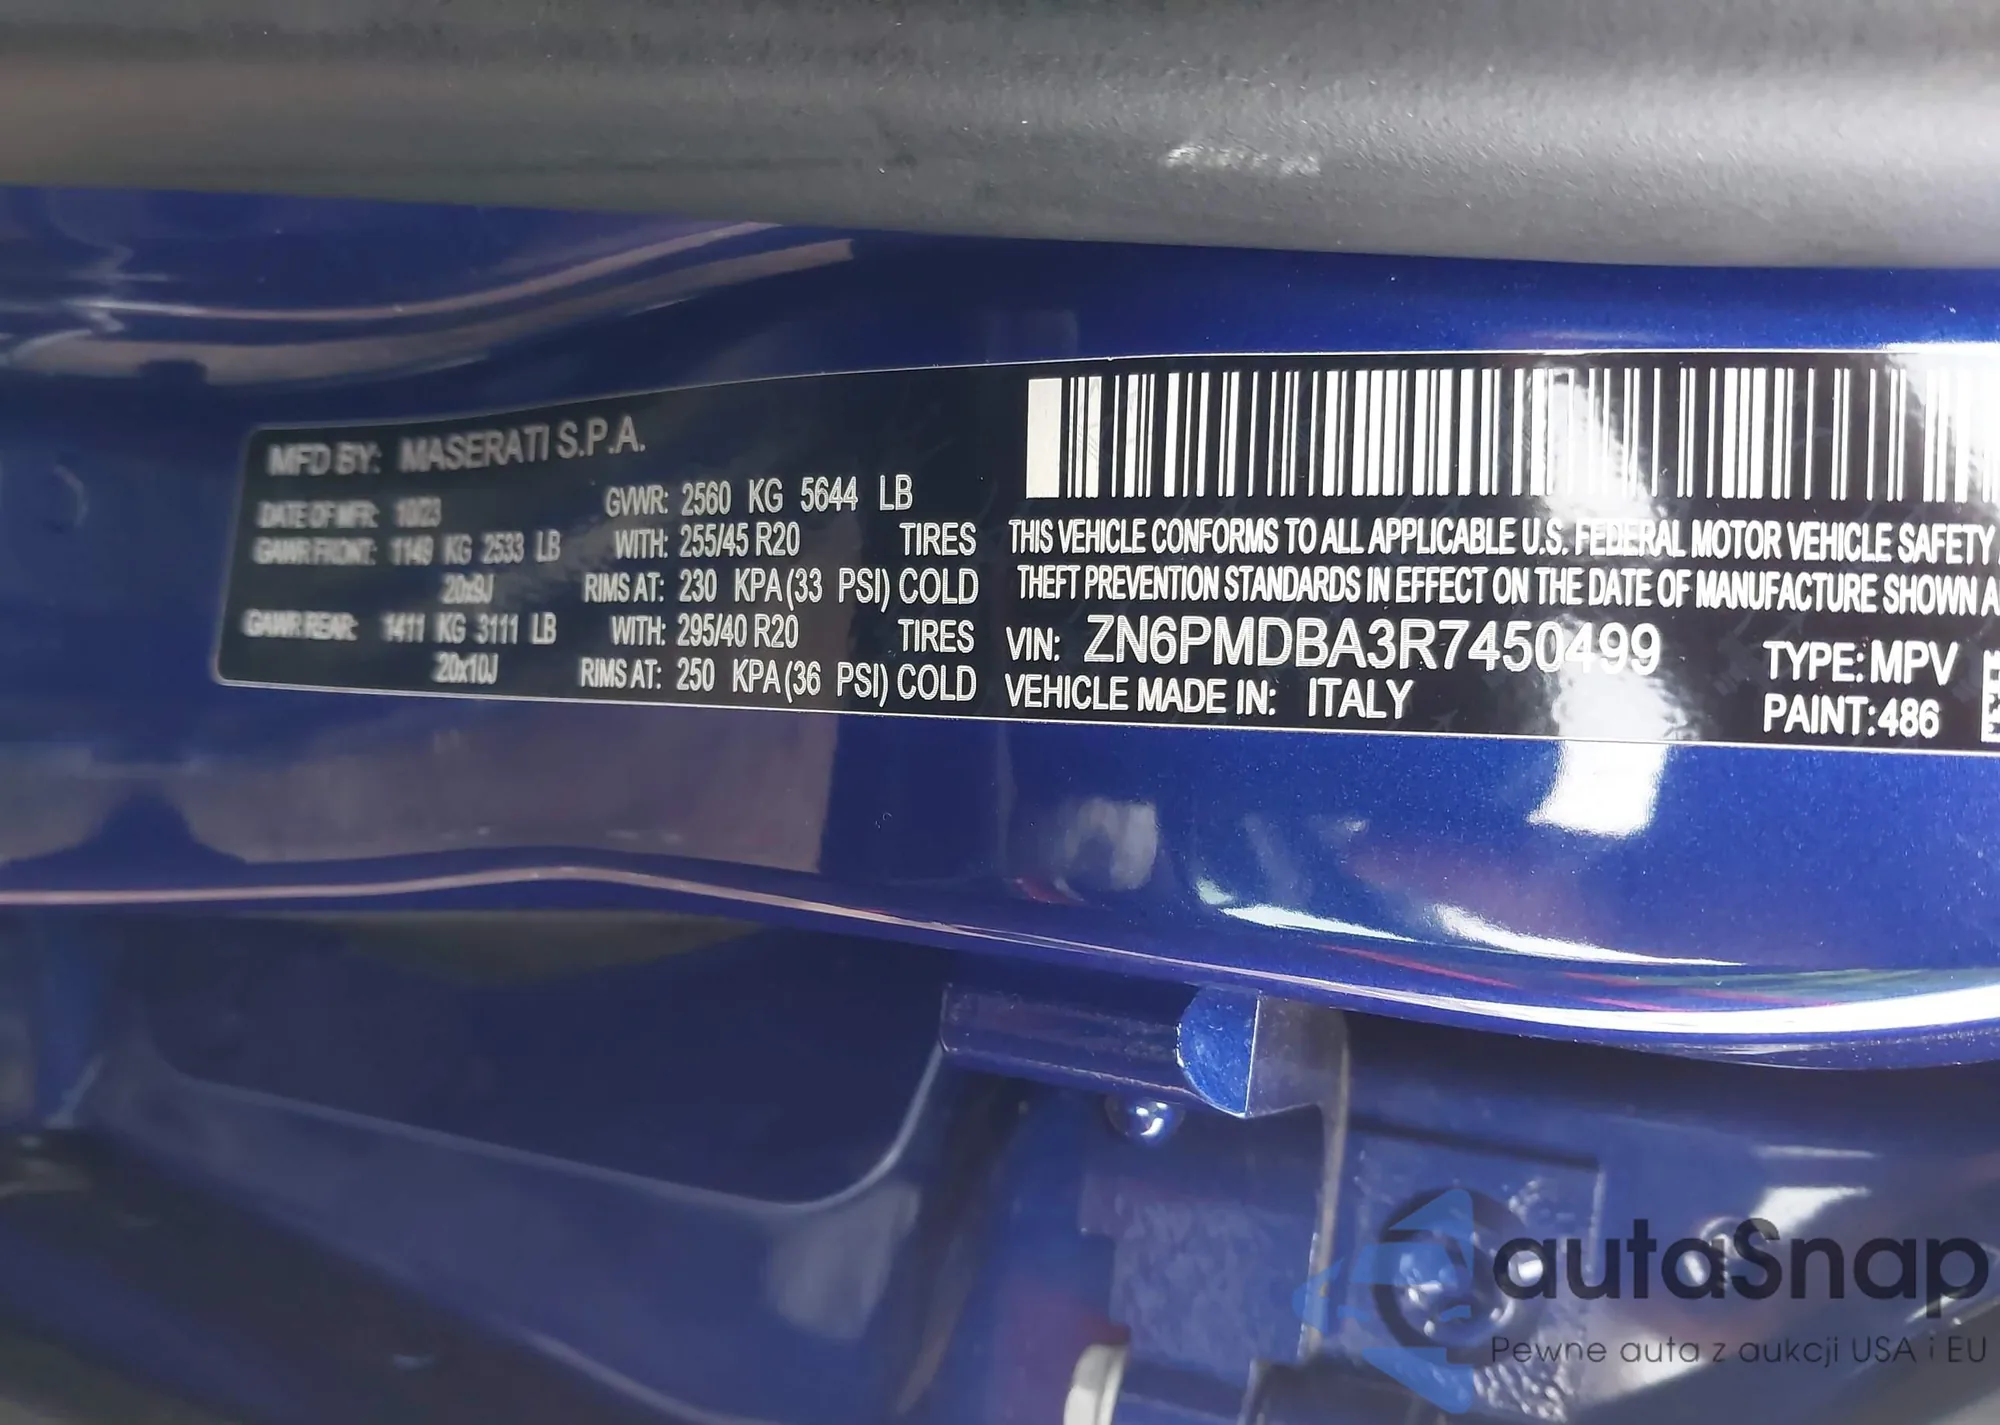 MFD BY: MASERATI S.P.A.
DATE OF MFR: 10/23 GVWR: 2560 KG 5644 LB
GAWR FRONT: 1149 KG 2533 LB WITH: 255/45 R20 TIRES
20x9J RIMS AT: 230 KPA (33 PSI) COLD
GAWR REAR: 1411 KG 3111 LB WITH: 295/40 R20 TIRES
20x10J RIMS AT: 250 KPA (36 PSI) COLD
THIS VEHICLE CONFORMS TO ALL APPLICABLE U.S. FEDERAL MOTOR VEHICLE SAFETY
THEFT PREVENTION STANDARDS IN EFFECT ON THE DATE OF MANUFACTURE SHOWN
VIN: ZN6PMDBA3R7450499 TYPE: MPV
VEHICLE MADE IN: ITALY PAINT: 486
autaSnap
Pewne auta z aukcji USA i EU